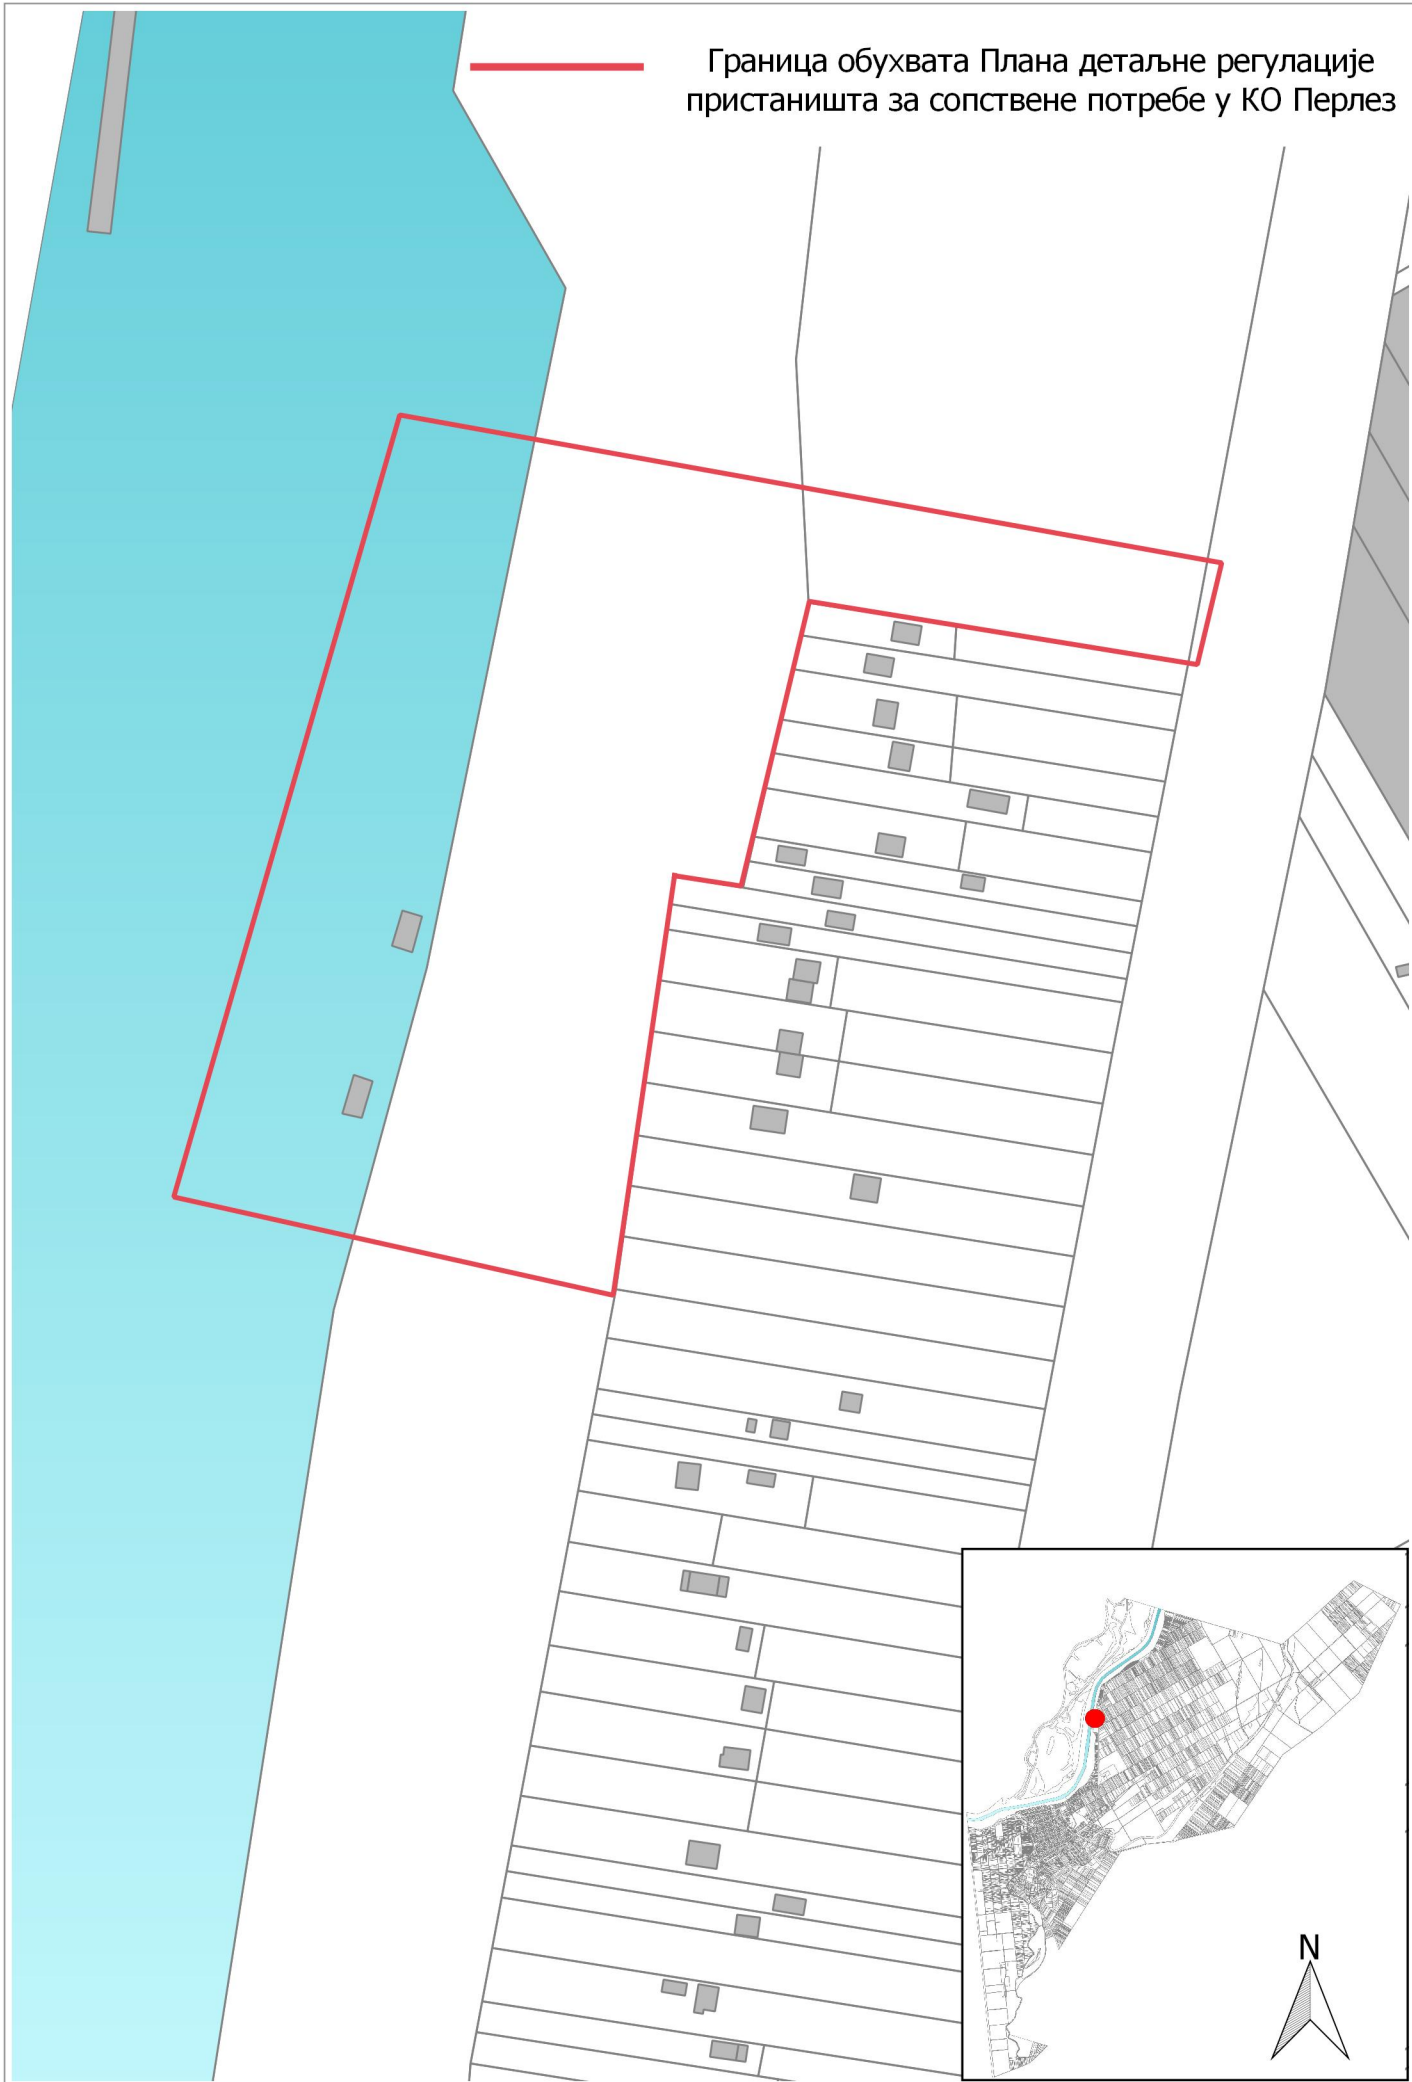 Граница обухвата Плана детаљне регулације
пристаништа за сопствене потребе у КО Перлез
N